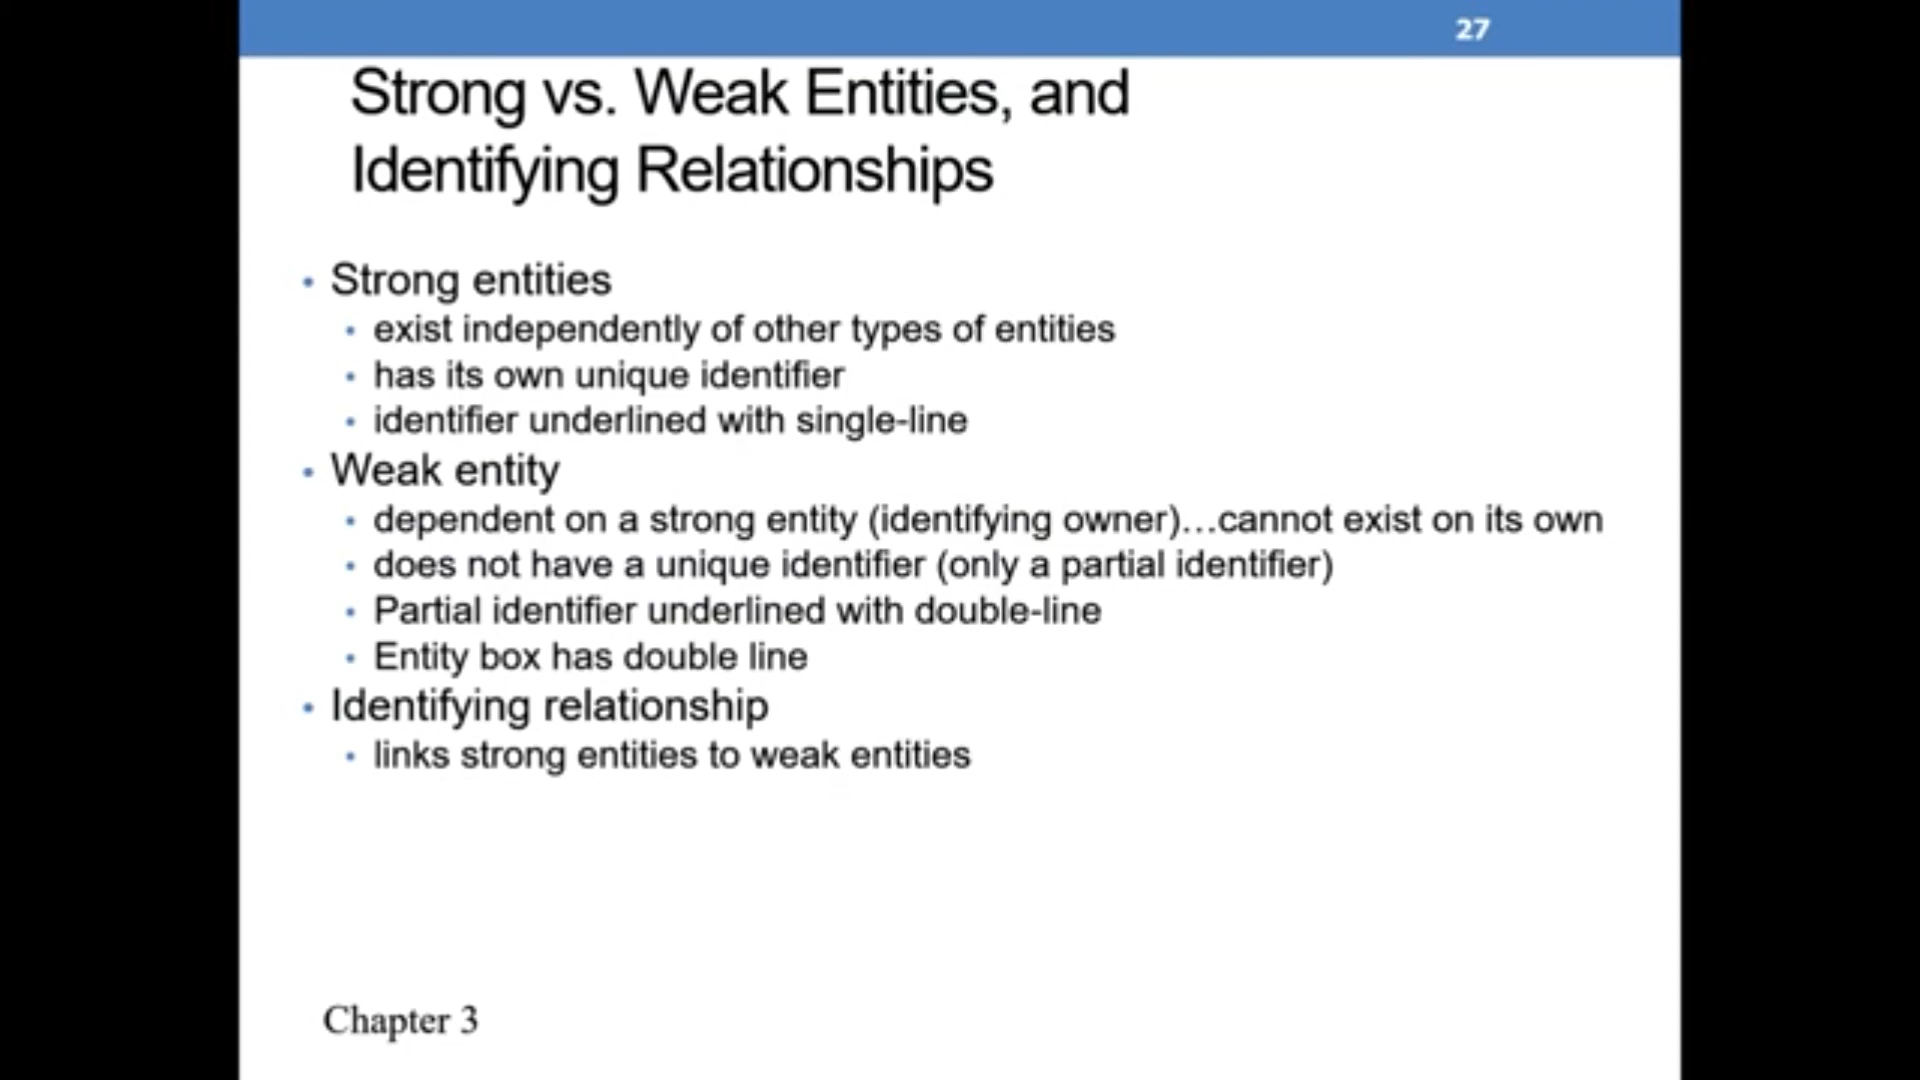 27
Strong vs. Weak Entities, and
Identifying Relationships
• Strong entities
• exist independently of other types of entities
• has its own unique identifier
• identifier underlined with single-line
• Weak entity
• dependent on a strong entity (identifying owner)…cannot exist on its own
• does not have a unique identifier (only a partial identifier)
• Partial identifier underlined with double-line
• Entity box has double line
• Identifying relationship
• links strong entities to weak entities
Chapter 3